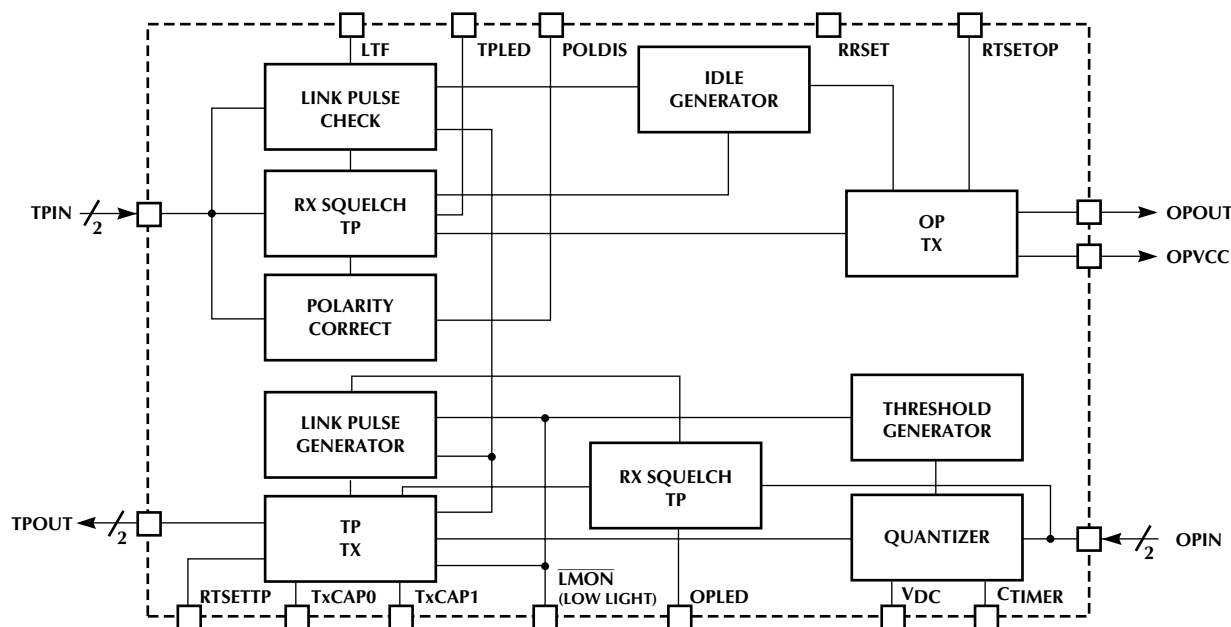 LTF
TPLED
POLDIS
RRSET
RTSETOP
LINK PULSE
CHECK
IDLE
GENERATOR
TPIN
2
RX SQUELCH
TP
OP
TX
OPOUT
OPVCC
POLARITY
CORRECT
LINK PULSE
GENERATOR
THRESHOLD
GENERATOR
RX SQUELCH
TP
TPOUT
2
TP
TX
QUANTIZER
2
OPIN
RTSETTP
TxCAP0
TxCAP1
LMON
(LOW LIGHT)
OPLED
VDC
CTIMER